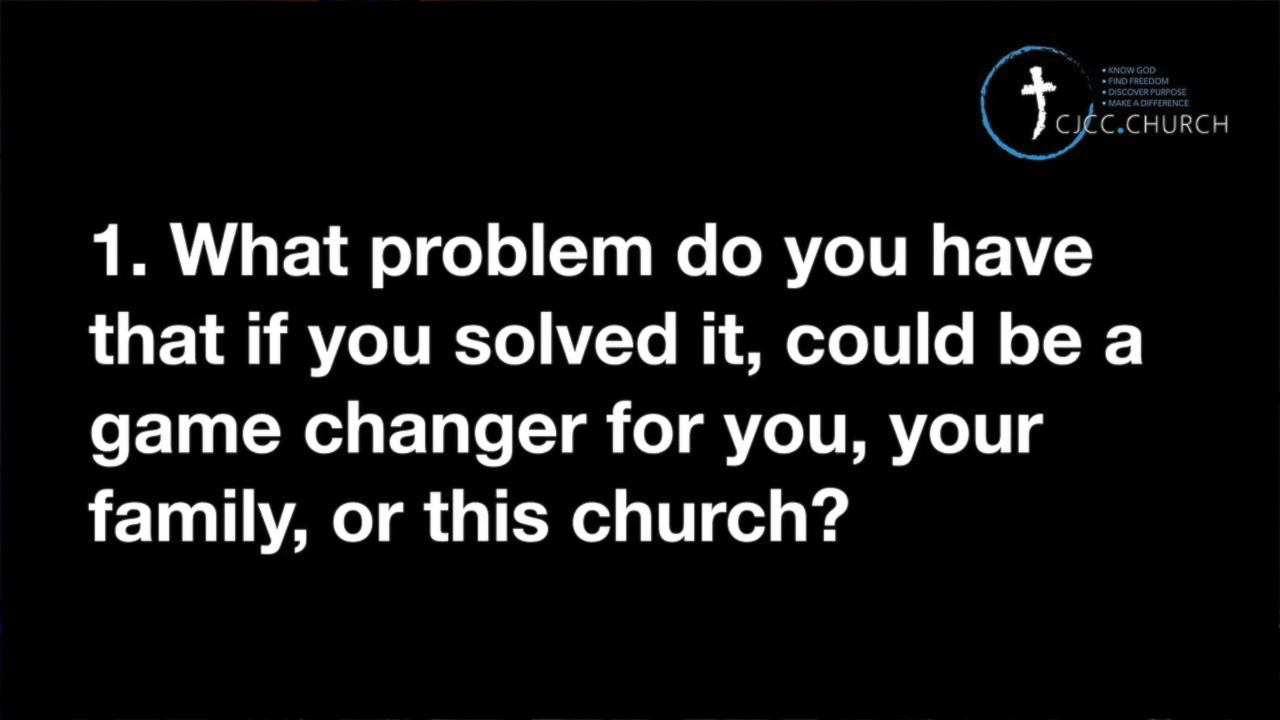 • KNOW GOD
• FIND FREEDOM
• DISCOVER PURPOSE
• MAKE A DIFFERENCE
CJCC.CHURCH
1. What problem do you have
that if you solved it, could be a
game changer for you, your
family, or this church?